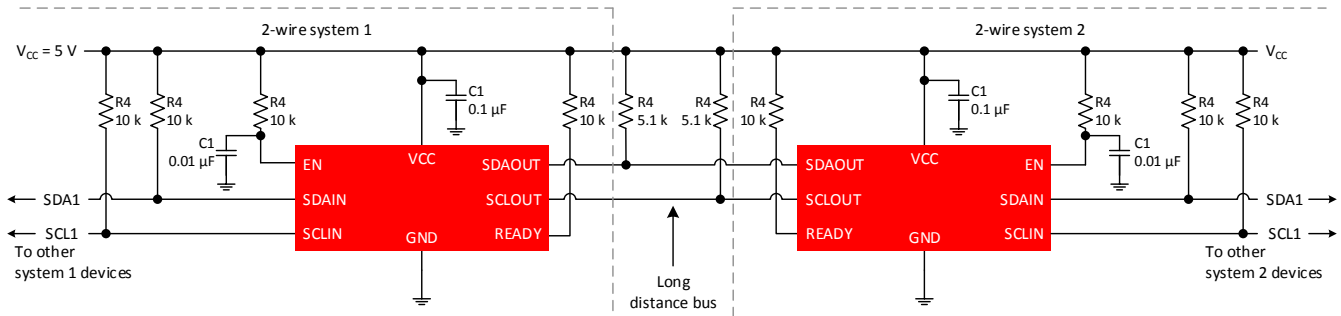 2-wire system 1
2-wire system 2
V_CC = 5 V
V_CC
R4
10 k
R4
10 k
R4
10 k
C1
0.1 µF
R4
10 k
R4
5.1 k
R4
5.1 k
R4
10 k
C1
0.1 µF
R4
10 k
R4
10 k
R4
10 k
C1
0.01 µF
C1
0.01 µF
EN
VCC
SDAOUT
SDAIN
SCLOUT
SCLIN
GND
READY
SDAOUT
VCC
EN
SCLOUT
SDAIN
READY
GND
SCLIN
SDA1
SCL1
To other
system 1 devices
Long
distance bus
SDA1
SCL1
To other
system 2 devices